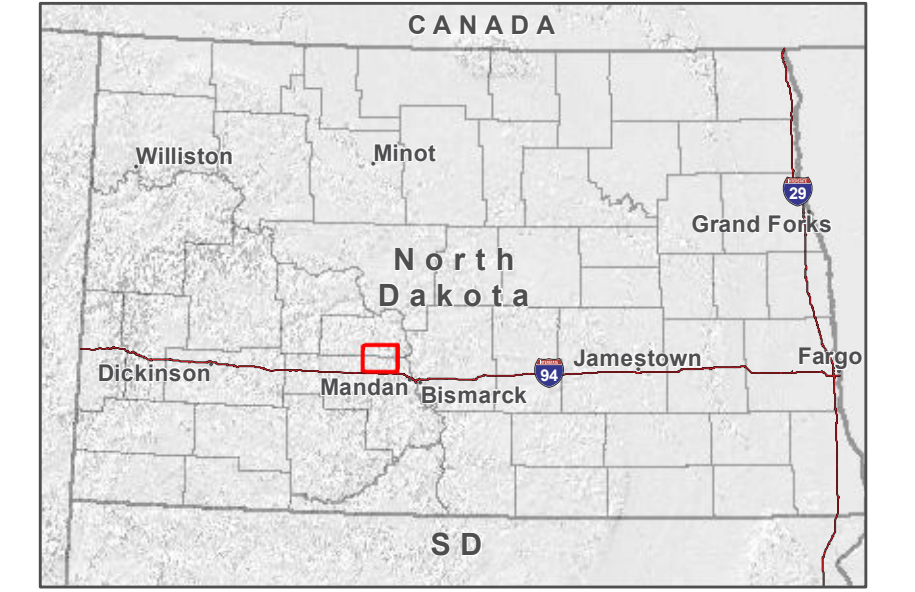 CANADA
Williston
Minot
29
Grand Forks
North
Dakota
Jamestown
Fargo
Dickinson
94
Mandan
Bismarck
SD